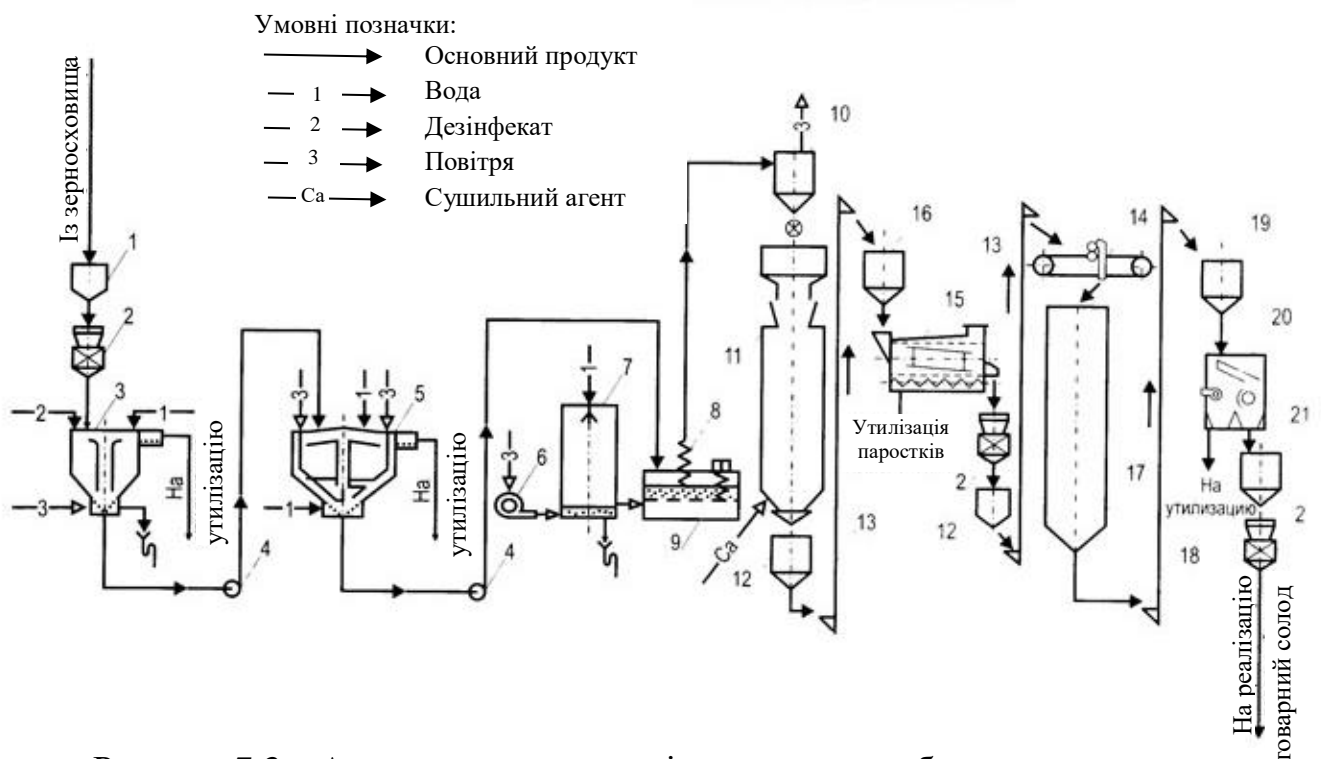 Умовні позначки:
Основний продукт
1 Вода
2 Дезінфекат
3 Повітря
Са Сушильний агент
Із зерносховища
1
2
3
2
1
3
На
утилізацію
4
3
1
3
5
1
На
утилізацію
4
3
6
1
7
8
9
3
10
11
Са
12
13
16
15
Утилізація
паростків
2
12
13
14
17
18
19
20
21
На
утилизацию
2
На реалізацію
товарний солод